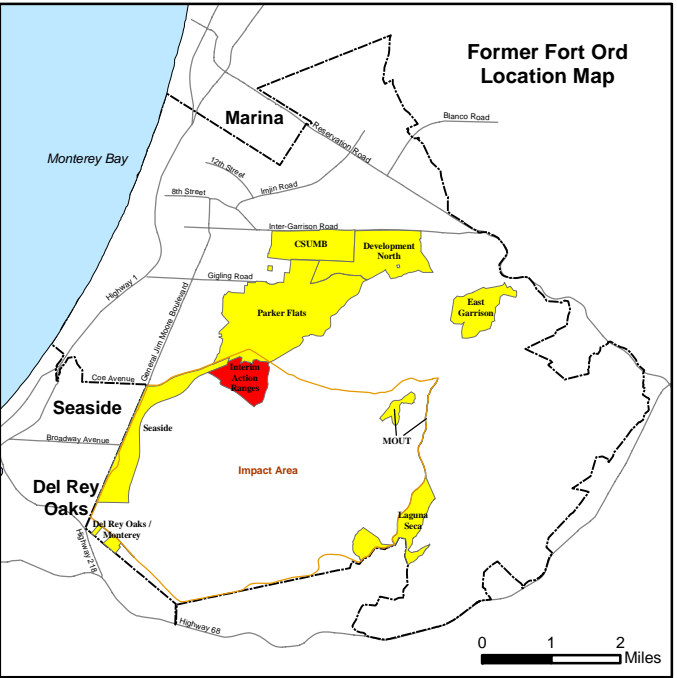 Former Fort Ord
Location Map
Marina
Blanco Road
Reservation Road
Monterey Bay
12th Street
Imjin Road
8th Street
Inter-Garrison Road
CSUMB
Development
North
Gigling Road
Highway 1
General Jim Moore Boulevard
East
Garrison
Parker Flats
Interim
Action
Ranges
Coe Avenue
Seaside
Seaside
Broadway Avenue
MOUT
Impact Area
Del Rey
Oaks
Laguna
Seca
Del Rey Oaks /
Monterey
Highway 218
Highway 68
0 1 2
Miles